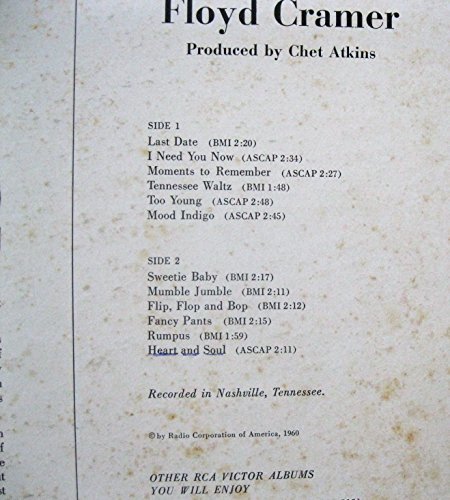 Floyd Cramer
Produced by Chet Atkins
SIDE 1
Last Date (BMI 2:20)
I Need You Now (ASCAP 2:34)
Moments to Remember (ASCAP 2:27)
Tennessee Waltz (BMI 1:48)
Too Young (ASCAP 2:48)
Mood Indigo (ASCAP 2:45)
SIDE 2
Sweetie Baby (BMI 2:17)
Mumble Jumble (BMI 2:11)
Flip, Flop and Bop (BMI 2:12)
Fancy Pants (BMI 2:15)
Rumpus (BMI 1:59)
Heart and Soul (ASCAP 2:11)
Recorded in Nashville, Tennessee.
© by Radio Corporation of America, 1960
OTHER RCA VICTOR ALBUMS
YOU WILL ENJOY